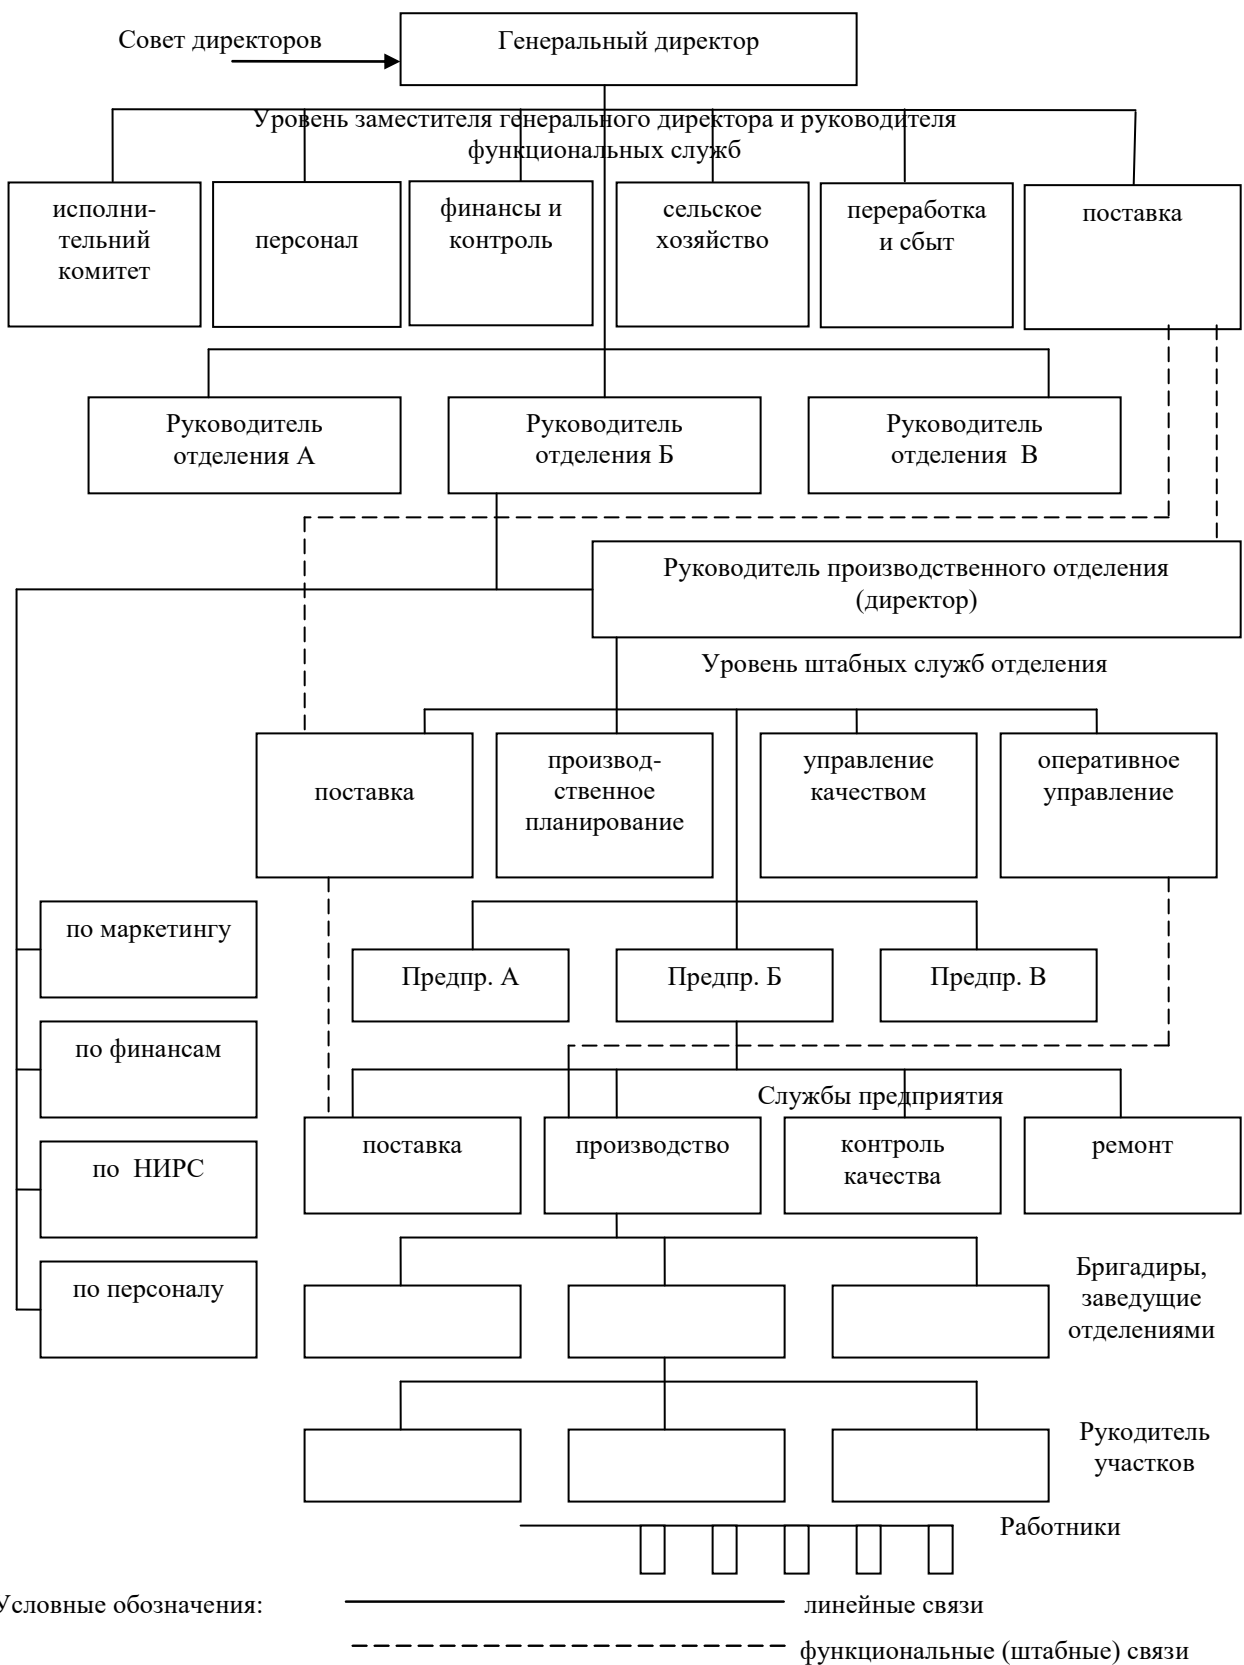 Совет директоров
Генеральный директор
Уровень заместителя генерального директора и руководителя
функциональных служб
исполни-
тельний
комитет
персонал
финансы и
контроль
сельское
хозяйство
переработка
и сбыт
поставка
Руководитель
отделения А
Руководитель
отделения Б
Руководитель
отделения  В
Руководитель производственного отделения
(директор)
Уровень штабных служб отделения
поставка
производ-
ственное
планирование
управление
качеством
оперативное
управление
по маркетингу
по финансам
по  НИРС
по персоналу
Предпр. А
Предпр. Б
Предпр. В
Службы предприятия
поставка
производство
контроль
качества
ремонт
Бригадиры,
заведущие
отделениями
Рукодитель
участков
Работники
Условные обозначения:
линейные связи
функциональные (штабные) связи